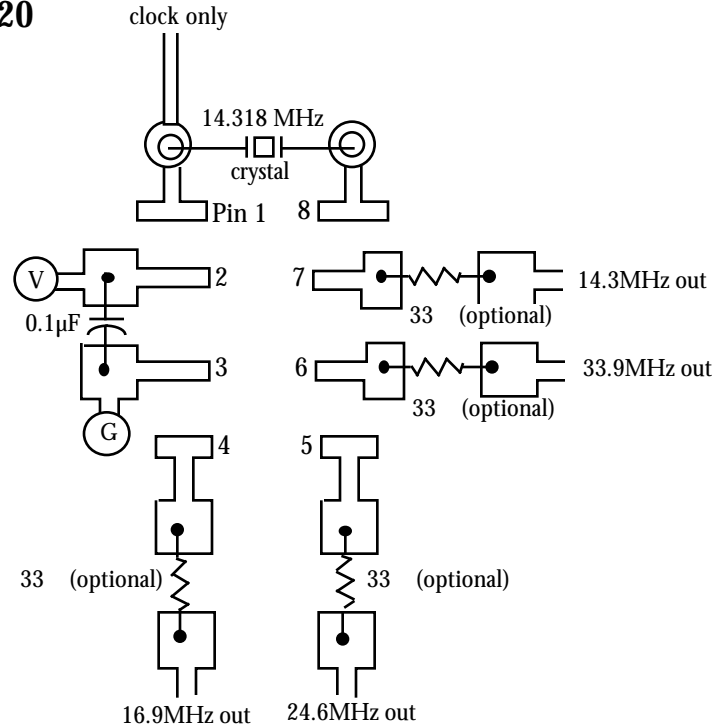 20
clock only
14.318 MHz
crystal
Pin 1
8
V
2
7
14.3MHz out
0.1µF
33 (optional)
3
6
33.9MHz out
33 (optional)
G
4
5
33 (optional)
33 (optional)
16.9MHz out
24.6MHz out